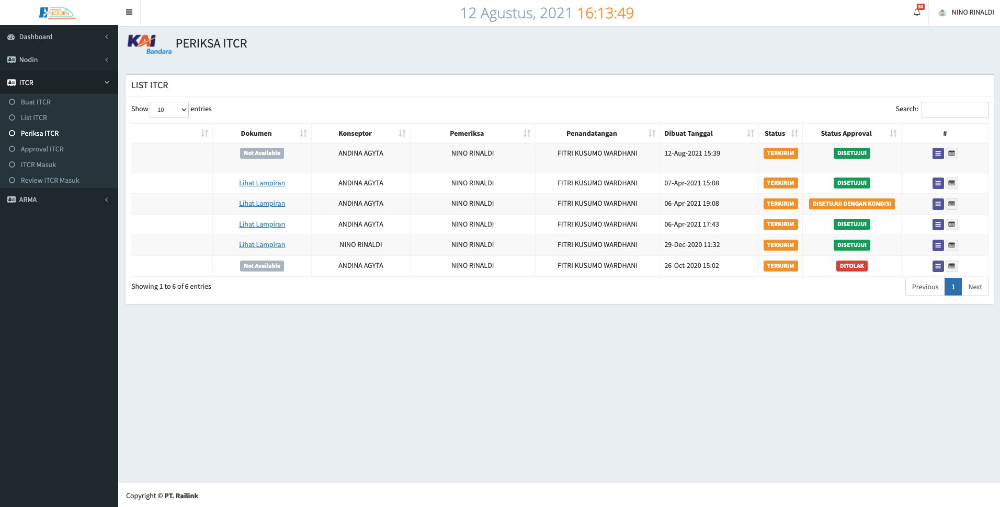 NODIN
12 Agustus, 2021 16:13:49
50
NINO RINALDI
Dashboard
Nodin
ITCR
Buat ITCR
List ITCR
Periksa ITCR
Approval ITCR
ITCR Masuk
Review ITCR Masuk
ARMA
KAI Bandara
PERIKSA ITCR
LIST ITCR
Show 10 entries
Search:
Dokumen Konseptor Pemeriksa Penandatangan Dibuat Tanggal Status Status Approval #
Not Available ANDINA AGYTA NINO RINALDI FITRI KUSUMO WARDHANI 12-Aug-2021 15:39 TERKIRIM DISETUJUI
Lihat Lampiran ANDINA AGYTA NINO RINALDI FITRI KUSUMO WARDHANI 07-Apr-2021 15:08 TERKIRIM DISETUJUI
Lihat Lampiran ANDINA AGYTA NINO RINALDI FITRI KUSUMO WARDHANI 06-Apr-2021 19:08 TERKIRIM DISETUJUI DENGAN KONDISI
Lihat Lampiran ANDINA AGYTA NINO RINALDI FITRI KUSUMO WARDHANI 06-Apr-2021 17:43 TERKIRIM DISETUJUI
Lihat Lampiran NINO RINALDI NINO RINALDI FITRI KUSUMO WARDHANI 29-Dec-2020 11:32 TERKIRIM DISETUJUI
Not Available ANDINA AGYTA NINO RINALDI FITRI KUSUMO WARDHANI 26-Oct-2020 15:02 TERKIRIM DITOLAK
Showing 1 to 6 of 6 entries
Previous 1 Next
Copyright © PT. Railink